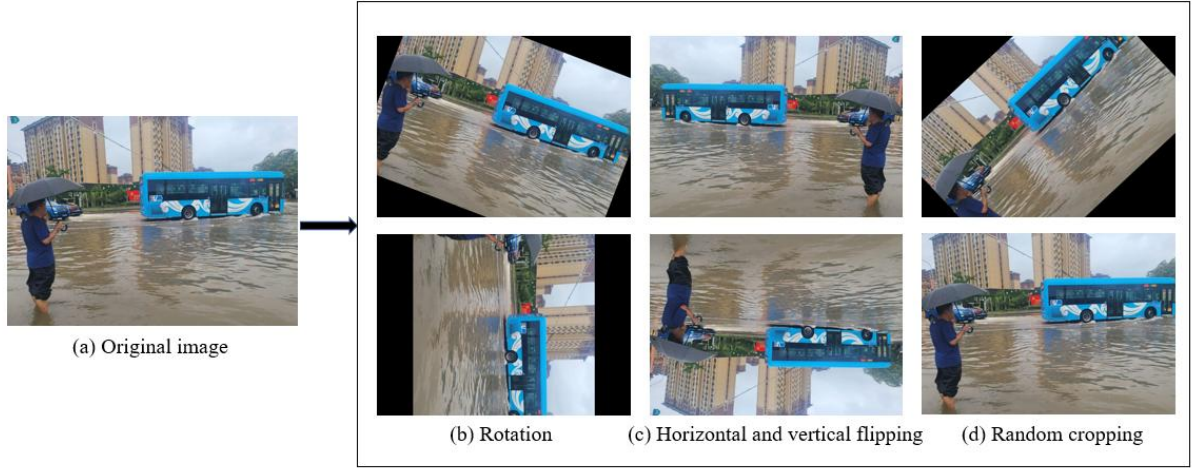 (a) Original image
(b) Rotation
(c) Horizontal and vertical flipping
(d) Random cropping